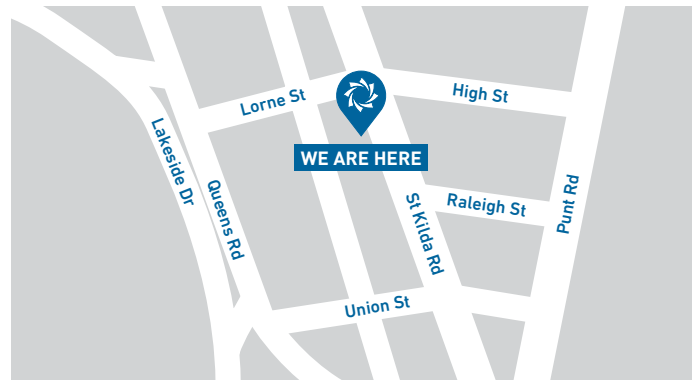 Lorne St
High St
WE ARE HERE
Lakeside Dr
Queens Rd
St Kilda Rd
Raleigh St
Punt Rd
Union St